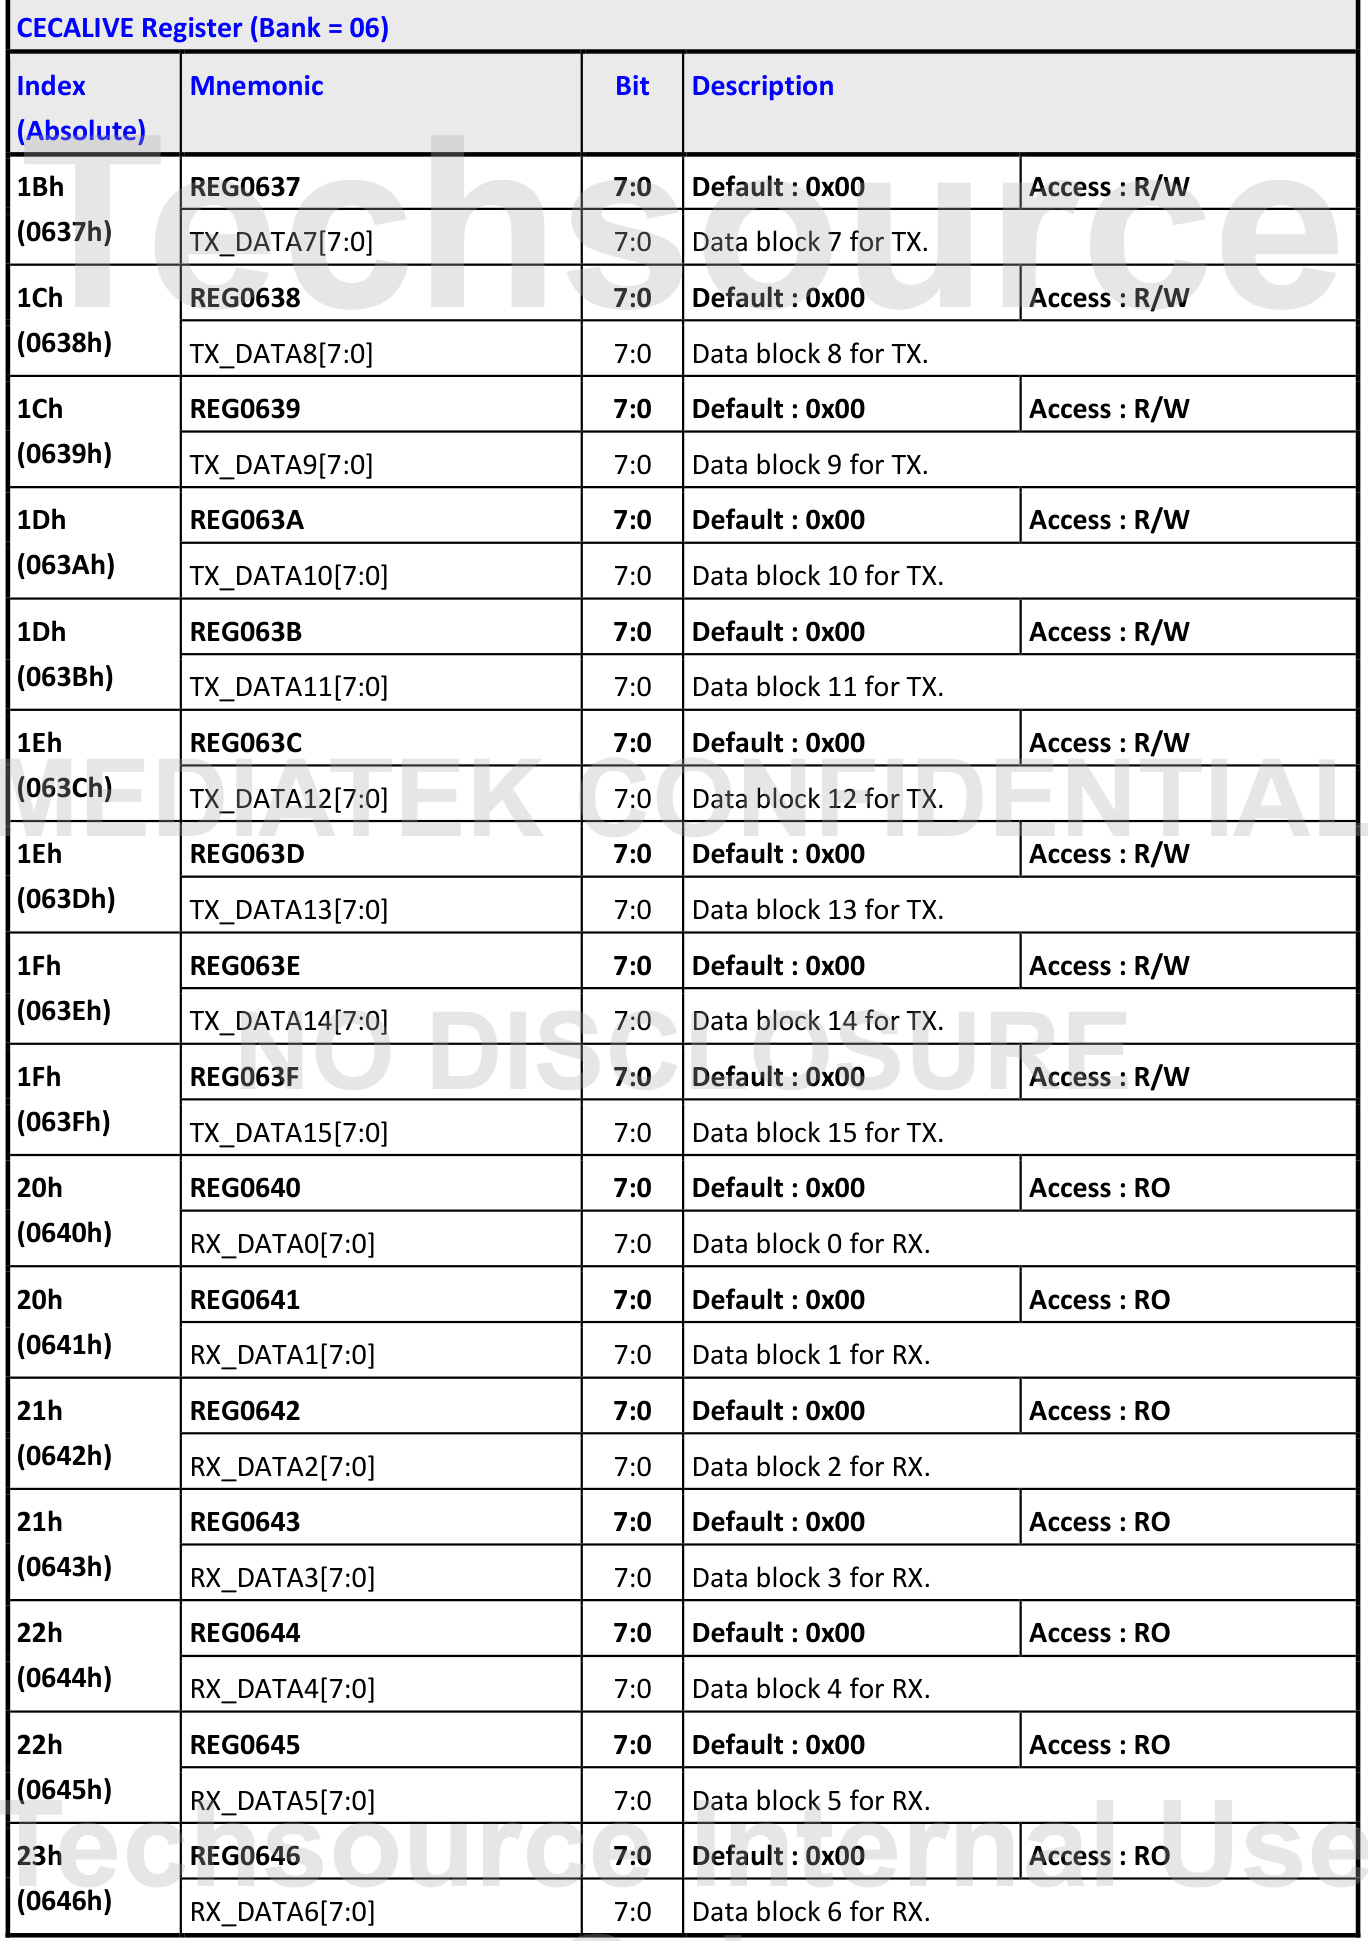 CECALIVE Register (Bank = 06)
Index (Absolute) Mnemonic Bit Description
1Bh (0637h) REG0637 7:0 Default : 0x00 Access : R/W
TX_DATA7[7:0] 7:0 Data block 7 for TX.
1Ch (0638h) REG0638 7:0 Default : 0x00 Access : R/W
TX_DATA8[7:0] 7:0 Data block 8 for TX.
1Ch (0639h) REG0639 7:0 Default : 0x00 Access : R/W
TX_DATA9[7:0] 7:0 Data block 9 for TX.
1Dh (063Ah) REG063A 7:0 Default : 0x00 Access : R/W
TX_DATA10[7:0] 7:0 Data block 10 for TX.
1Dh (063Bh) REG063B 7:0 Default : 0x00 Access : R/W
TX_DATA11[7:0] 7:0 Data block 11 for TX.
1Eh (063Ch) REG063C 7:0 Default : 0x00 Access : R/W
TX_DATA12[7:0] 7:0 Data block 12 for TX.
1Eh (063Dh) REG063D 7:0 Default : 0x00 Access : R/W
TX_DATA13[7:0] 7:0 Data block 13 for TX.
1Fh (063Eh) REG063E 7:0 Default : 0x00 Access : R/W
TX_DATA14[7:0] 7:0 Data block 14 for TX.
1Fh (063Fh) REG063F 7:0 Default : 0x00 Access : R/W
TX_DATA15[7:0] 7:0 Data block 15 for TX.
20h (0640h) REG0640 7:0 Default : 0x00 Access : RO
RX_DATA0[7:0] 7:0 Data block 0 for RX.
20h (0641h) REG0641 7:0 Default : 0x00 Access : RO
RX_DATA1[7:0] 7:0 Data block 1 for RX.
21h (0642h) REG0642 7:0 Default : 0x00 Access : RO
RX_DATA2[7:0] 7:0 Data block 2 for RX.
21h (0643h) REG0643 7:0 Default : 0x00 Access : RO
RX_DATA3[7:0] 7:0 Data block 3 for RX.
22h (0644h) REG0644 7:0 Default : 0x00 Access : RO
RX_DATA4[7:0] 7:0 Data block 4 for RX.
22h (0645h) REG0645 7:0 Default : 0x00 Access : RO
RX_DATA5[7:0] 7:0 Data block 5 for RX.
23h (0646h) REG0646 7:0 Default : 0x00 Access : RO
RX_DATA6[7:0] 7:0 Data block 6 for RX.
Techsource
MEDIATEK CONFIDENTIAL
NO DISCLOSURE
Techsource Internal Use